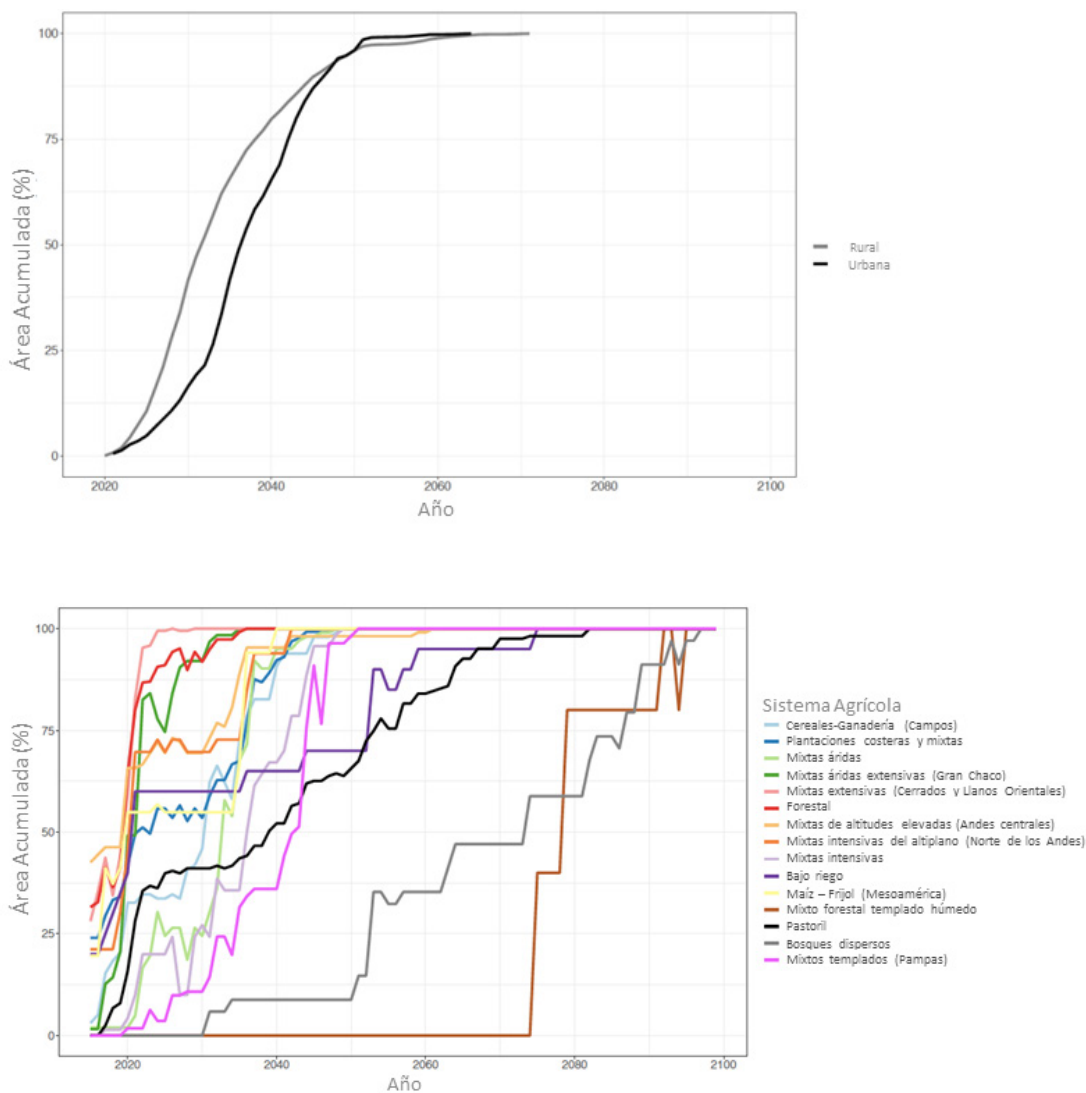 100
75
50
25
0
Área Acumulada (%)
2020 2040 2060 2080 2100
Año
Rural
Urbana
100
75
50
25
0
Área Acumulada (%)
2020 2040 2060 2080 2100
Año
Sistema Agrícola
Cereales-Ganadería (Campos)
Plantaciones costeras y mixtas
Mixtas áridas
Mixtas áridas extensivas (Gran Chaco)
Mixtas extensivas (Cerrados y Llanos Orientales)
Forestal
Mixtas de altitudes elevadas (Andes centrales)
Mixtas intensivas del altiplano (Norte de los Andes)
Mixtas intensivas
Bajo riego
Maíz – Frijol (Mesoamérica)
Mixto forestal templado húmedo
Pastoril
Bosques dispersos
Mixtos templados (Pampas)